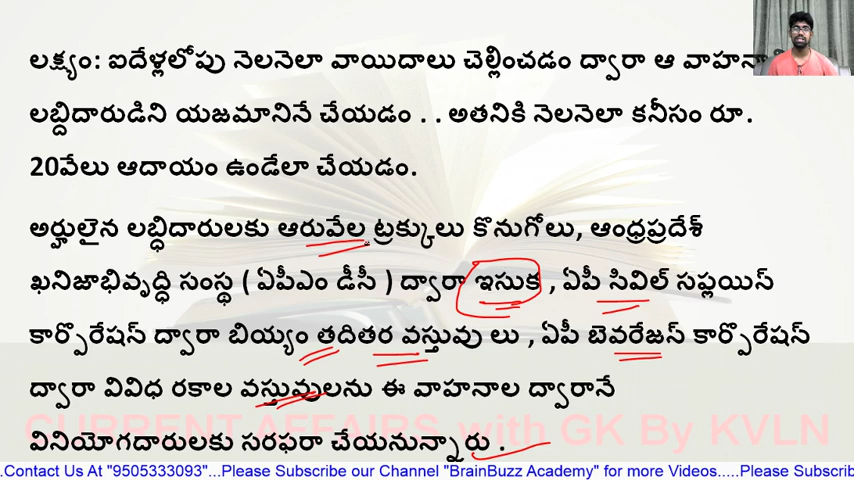 లక్ష్యం: ఐదేళ్లలోపు నెలనెలా వాయిదాలు చెల్లించడం ద్వారా ఆ వాహనా
లబ్దిదారుడిని యజమానినే చేయడం . . అతనికి నెలనెలా కనీసం రూ.
20వేలు ఆదాయం ఉండేలా చేయడం.
అర్హులైన లబ్ధిదారులకు ఆరువేల ట్రక్కులు కొనుగోలు, ఆంధ్రప్రదేశ్
ఖనిజాభివృద్ధి సంస్థ ( ఏపీఎం డీసీ ) ద్వారా ఇసుక , ఏపీ సివిల్ సప్లయిస్
కార్పొరేషస్ ద్వారా బియ్యం తదితర వస్తువు లు , ఏపీ బెవరేజస్ కార్పొరేషస్
ద్వారా వివిధ రకాల వస్తువులను ఈ వాహనాల ద్వారానే
CURRENT AFFAIRS with GK By KVLN
వినియోగదారులకు సరఫరా చేయనున్నారు .
..Contact Us At "9505333093"...Please Subscribe our Channel "BrainBuzz Academy" for more Videos.....Please Subscrib